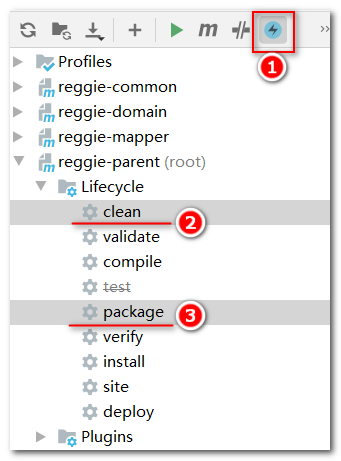 m
»
1
Profiles
reggie-common
reggie-domain
reggie-mapper
reggie-parent (root)
Lifecycle
clean
2
validate
compile
test
package
3
verify
install
site
deploy
Plugins